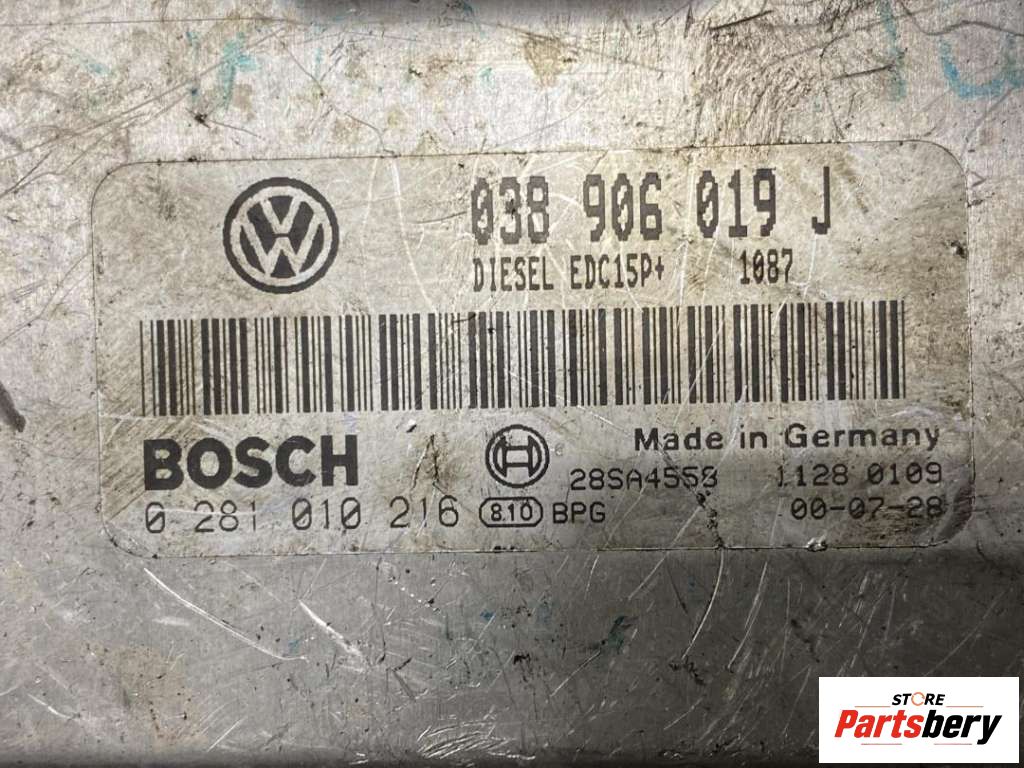 038 906 019 J
DIESEL EDC15P+ 1087
BOSCH
Made in Germany
28SA4558 1128 0109
0 281 010 216 8.10 BPG 00-07-28
STORE
Partsbery